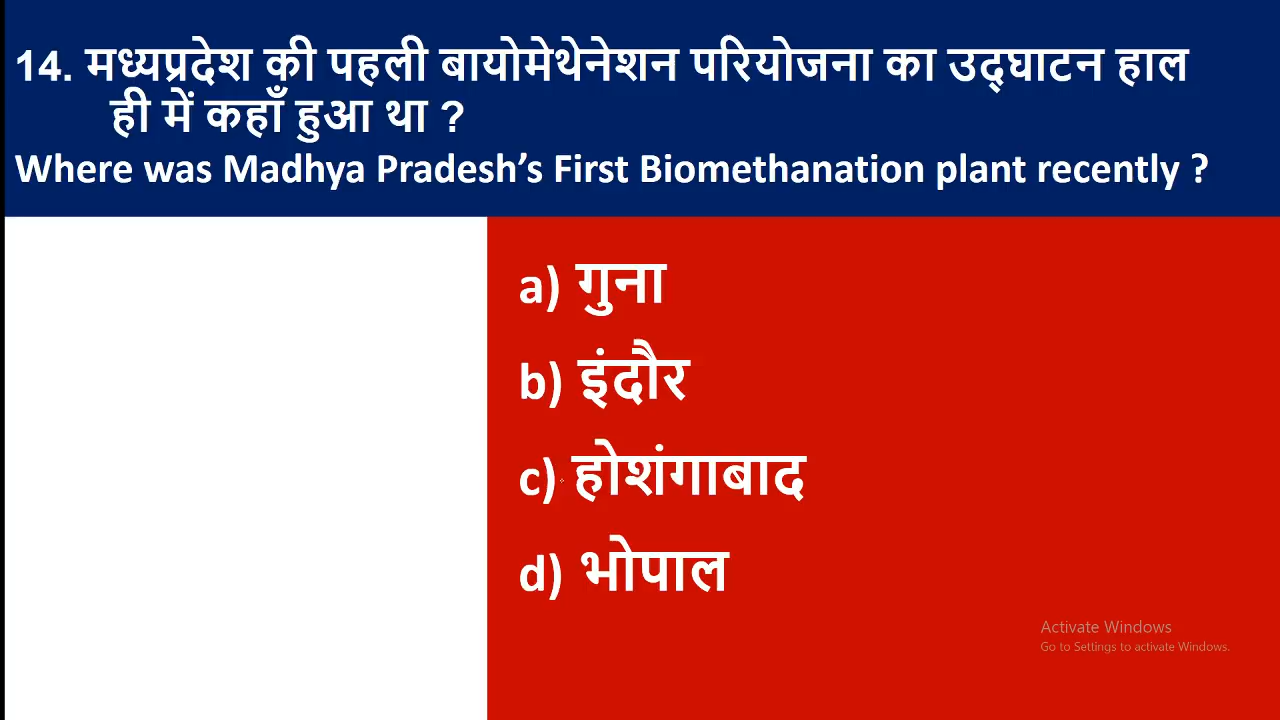 14. मध्यप्रदेश की पहली बायोमेथेनेशन परियोजना का उद्घाटन हाल
ही में कहाँ हुआ था ?
Where was Madhya Pradesh’s First Biomethanation plant recently ?
a) गुना
b) इंदौर
c) होशंगाबाद
d) भोपाल
Activate Windows
Go to Settings to activate Windows.